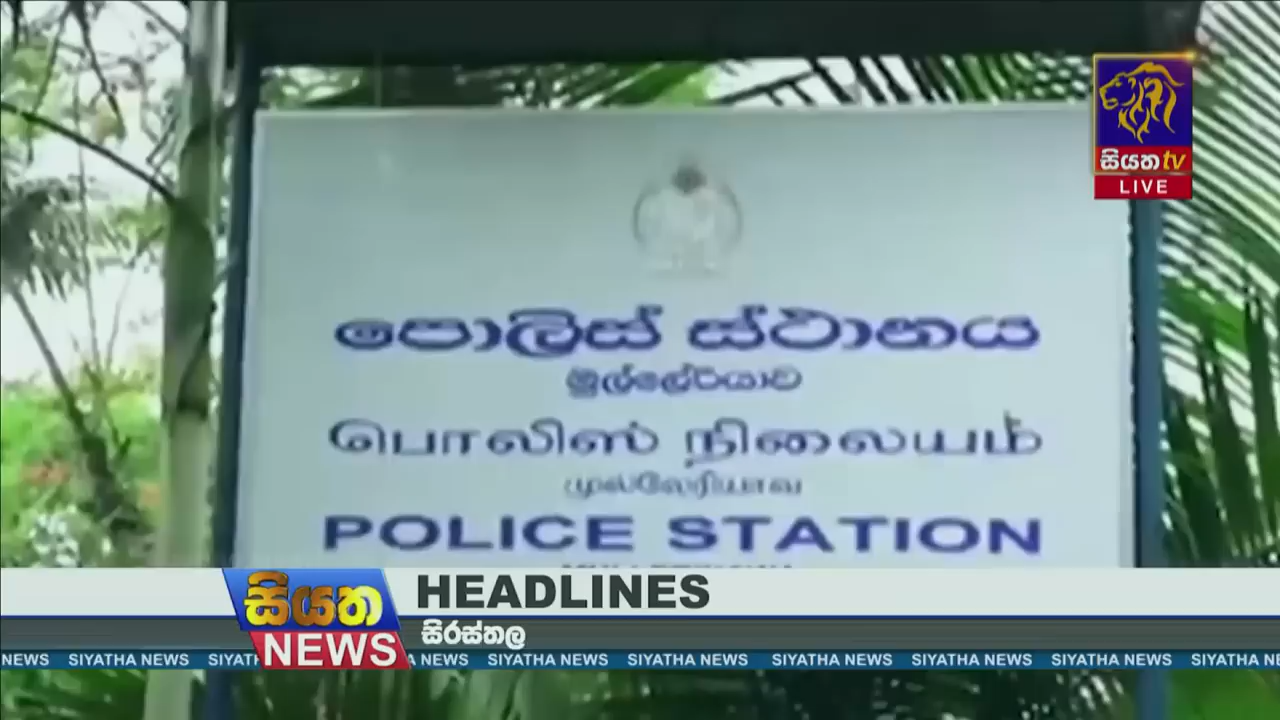 සියත tv
LIVE
පොලිස් ස්ථානය
මුල්ලේරියාව
பொலிஸ் நிலையம்
முல்லேரியாவ
POLICE STATION
සියත
NEWS
HEADLINES
සිරස්තල
NEWS SIYATHA NEWS SIYATHA NEWS SIYATHA NEWS SIYATHA NEWS SIYATHA NEWS SIYATHA NEWS SIYATHA NEWS